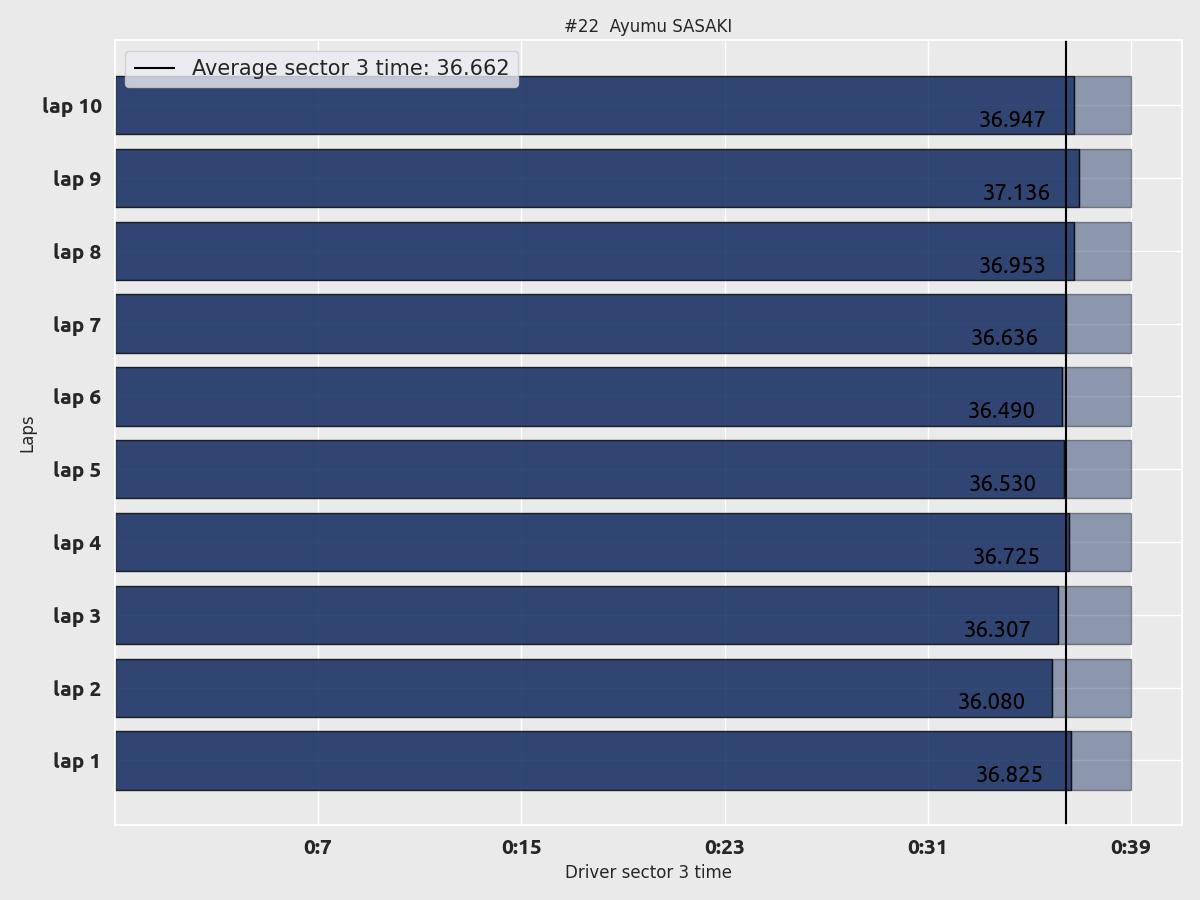 #22  Ayumu SASAKI
Average sector 3 time: 36.662
lap 10
36.947
lap 9
37.136
lap 8
36.953
lap 7
36.636
lap 6
36.490
lap 5
36.530
lap 4
36.725
lap 3
36.307
lap 2
36.080
lap 1
36.825
Laps
0:7 0:15 0:23 0:31 0:39
Driver sector 3 time